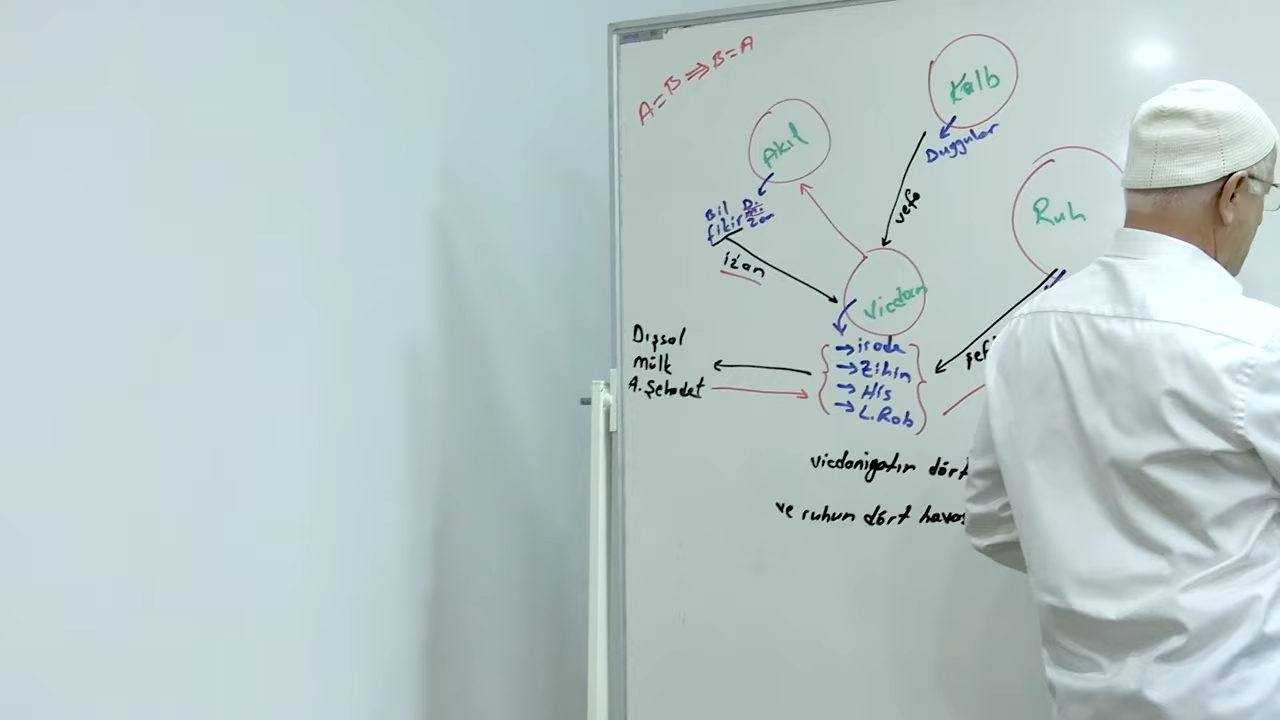 A=B⇒B=A
Kalb
Duygular
Akıl
Ruh
Bil
fikir
vefa
izan
Vicdan
Dışsal
Mülk
A. Şehadet
→ irade
→ Zihin
→ His
→ L. Rab
şefk
vicdaniyatın dört
ve ruhun dört havas